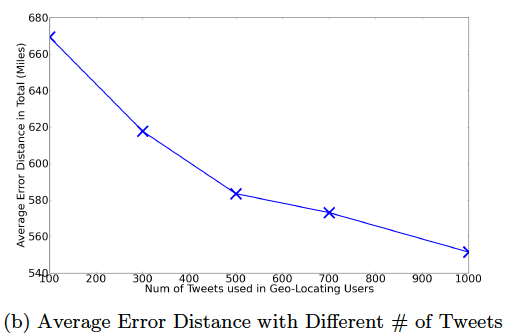 680
660
640
620
600
580
560
540
Average Error Distance in Total (Miles)
100 200 300 400 500 600 700 800 900 1000
Num of Tweets used in Geo-Locating Users
(b) Average Error Distance with Different # of Tweets